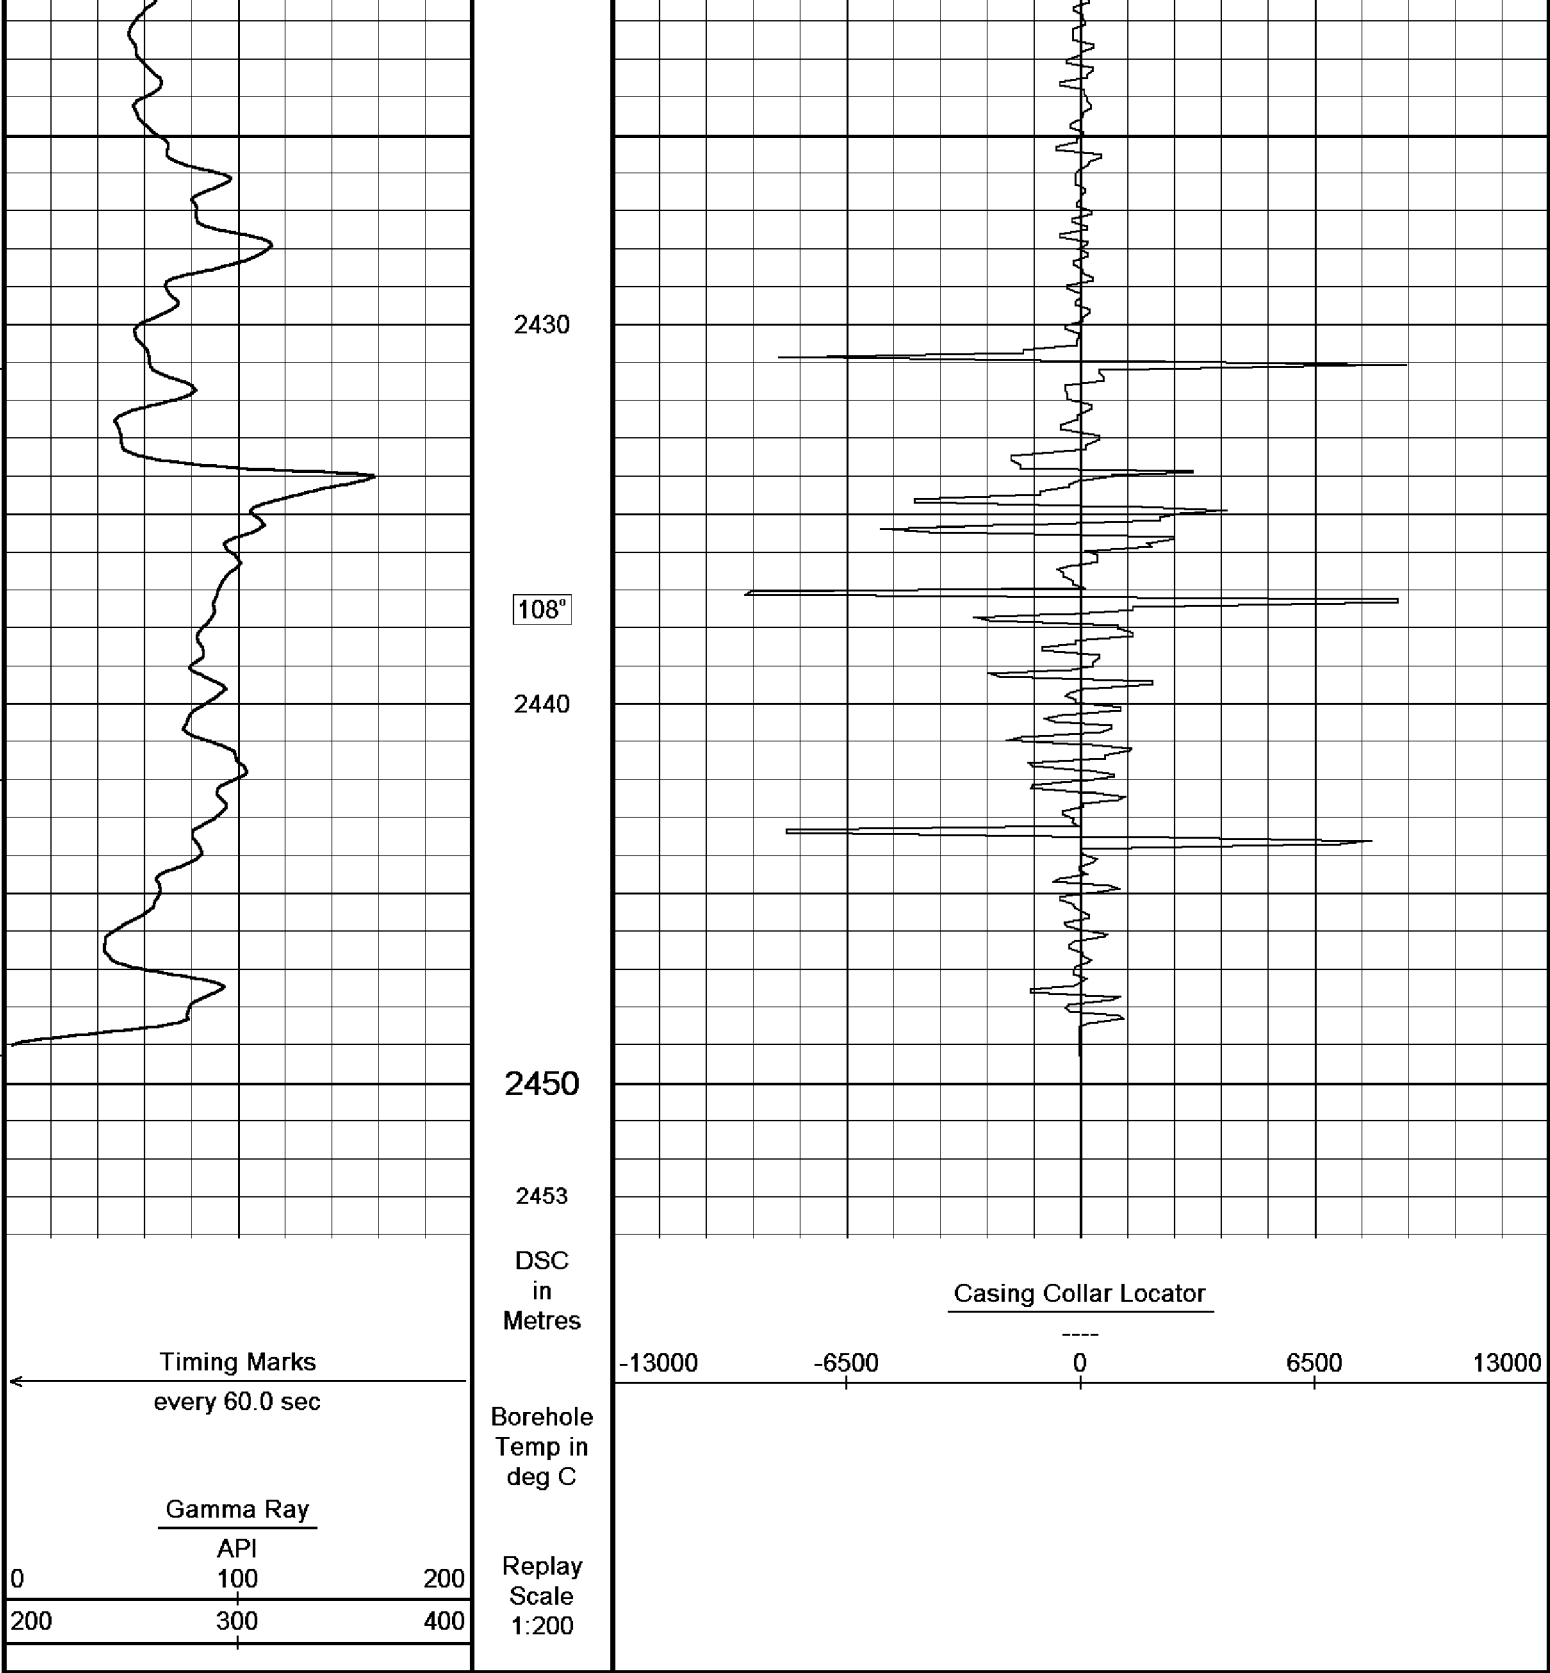 2430
108°
2440
2450
2453
DSC
in
Metres
Casing Collar Locator
----
-13000 -6500 0 6500 13000
Timing Marks
every 60.0 sec
Borehole
Temp in
deg C
Gamma Ray
API
0 100 200
200 300 400
Replay
Scale
1:200